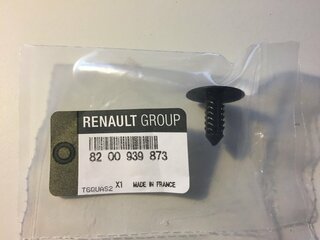 RENAULT GROUP
82 00 939 873
T6QUAS2 X1 MADE IN FRANCE